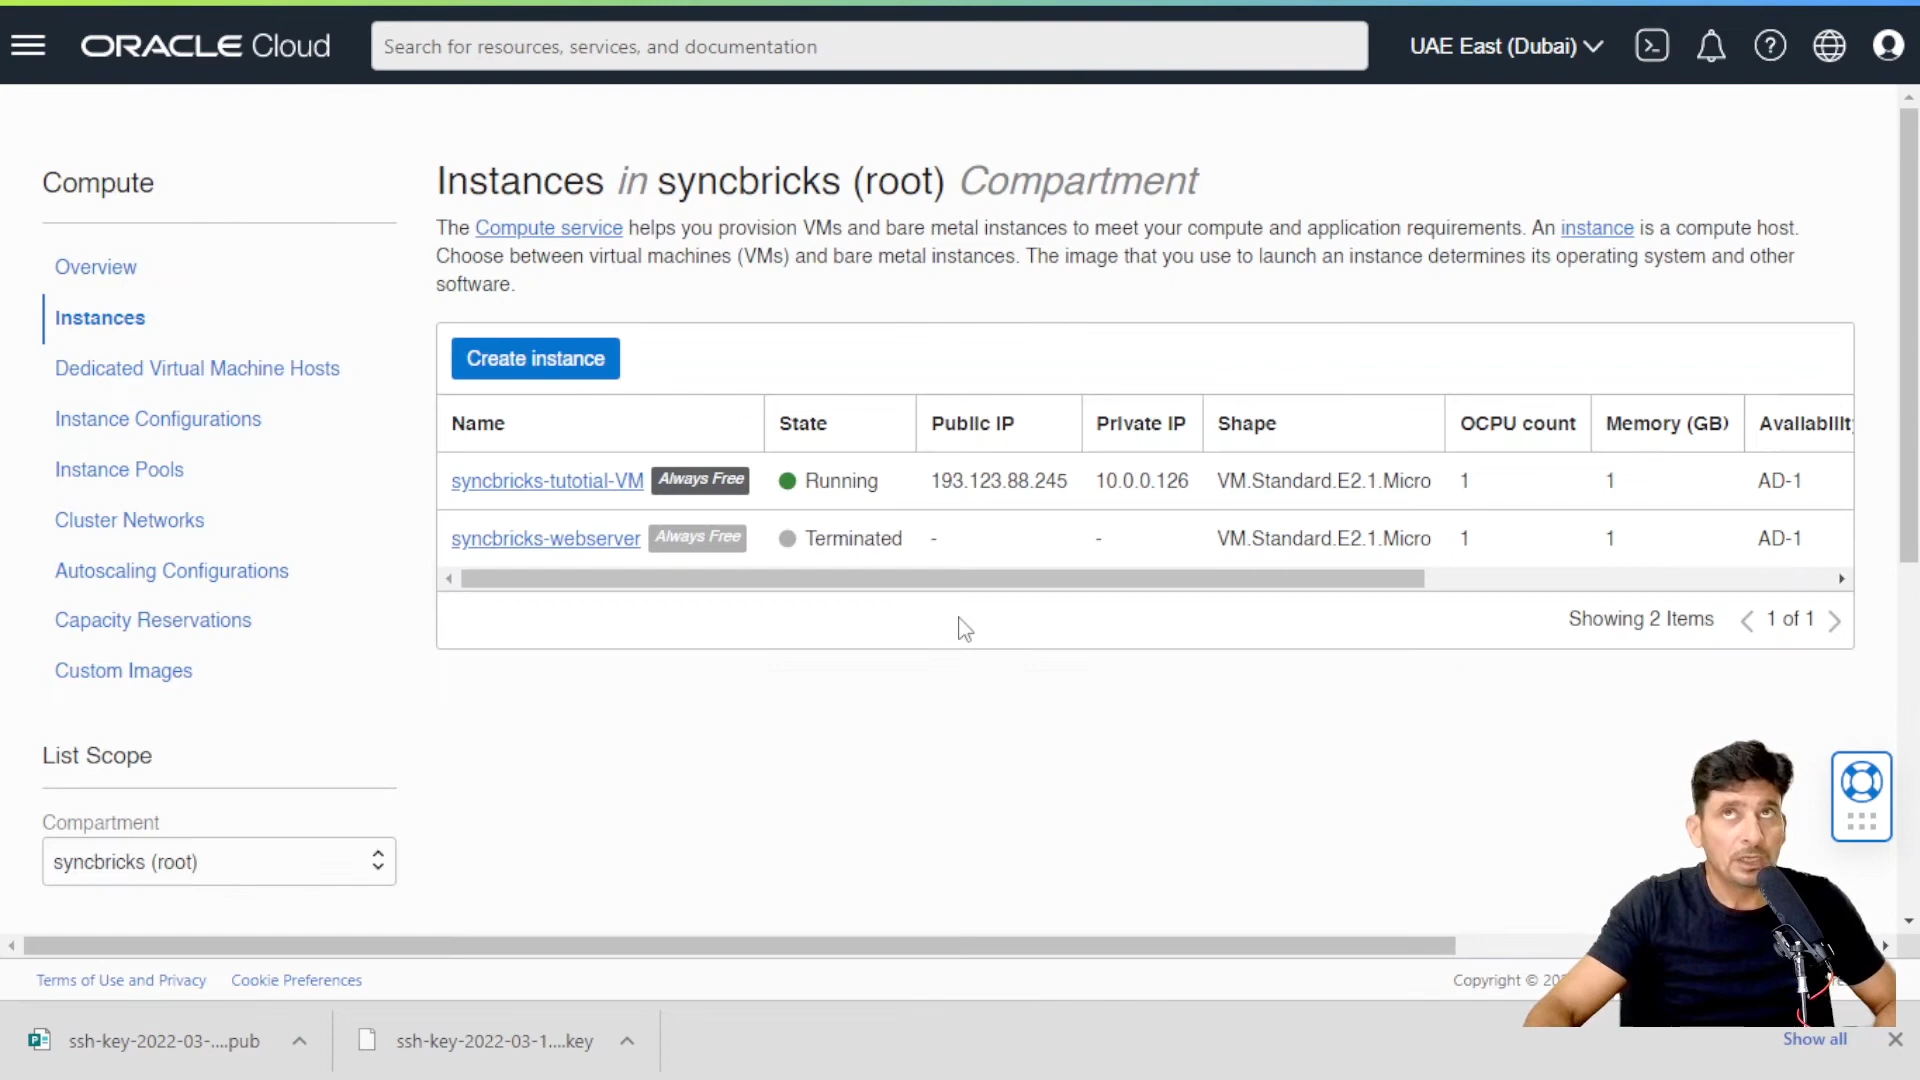 ORACLE Cloud
Search for resources, services, and documentation
UAE East (Dubai)
Compute
Overview
Instances
Dedicated Virtual Machine Hosts
Instance Configurations
Instance Pools
Cluster Networks
Autoscaling Configurations
Capacity Reservations
Custom Images
List Scope
Compartment
syncbricks (root)
Instances in syncbricks (root) Compartment
The Compute service helps you provision VMs and bare metal instances to meet your compute and application requirements. An instance is a compute host.
Choose between virtual machines (VMs) and bare metal instances. The image that you use to launch an instance determines its operating system and other
software.
Create instance
Name State Public IP Private IP Shape OCPU count Memory (GB) Availabilit
syncbricks-tutotial-VM Always Free Running 193.123.88.245 10.0.0.126 VM.Standard.E2.1.Micro 1 1 AD-1
syncbricks-webserver Always Free Terminated - - VM.Standard.E2.1.Micro 1 1 AD-1
Showing 2 Items 1 of 1
Terms of Use and Privacy Cookie Preferences
Copyright ©
ssh-key-2022-03-....pub ssh-key-2022-03-1....key
Show all